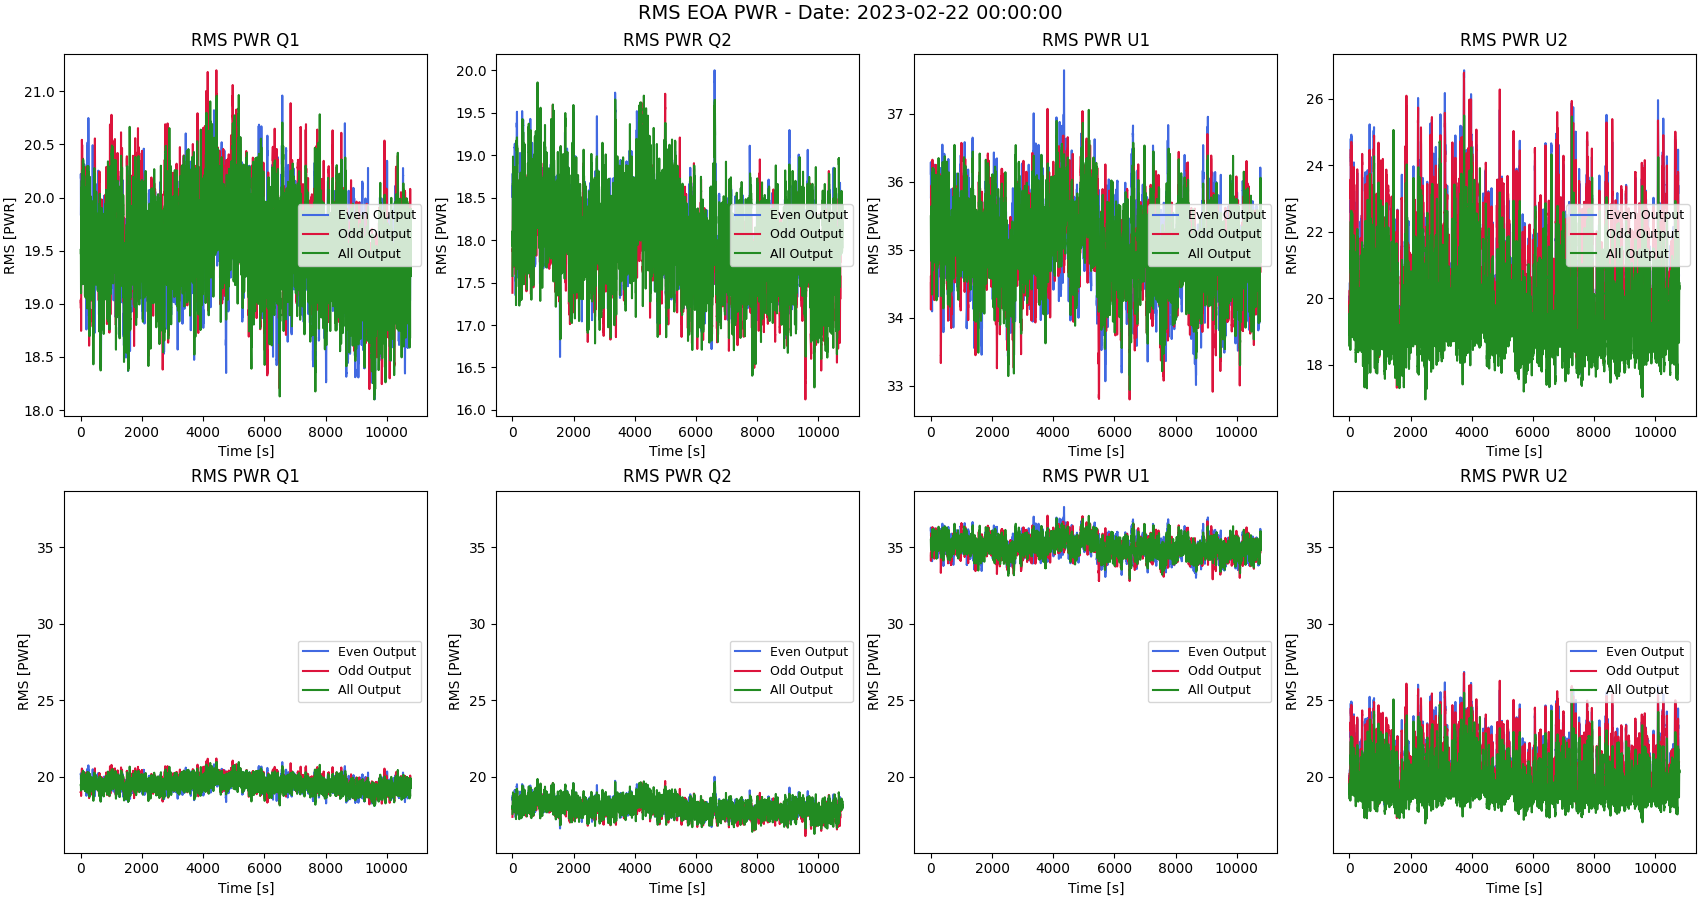 RMS EOA PWR - Date: 2023-02-22 00:00:00
RMS PWR Q1
RMS [PWR]
21.0
20.5
20.0
19.5
19.0
18.5
18.0
Even Output
Odd Output
All Output
0 2000 4000 6000 8000 10000
Time [s]
RMS PWR Q2
RMS [PWR]
20.0
19.5
19.0
18.5
18.0
17.5
17.0
16.5
16.0
Even Output
Odd Output
All Output
0 2000 4000 6000 8000 10000
Time [s]
RMS PWR U1
RMS [PWR]
37
36
35
34
33
Even Output
Odd Output
All Output
0 2000 4000 6000 8000 10000
Time [s]
RMS PWR U2
RMS [PWR]
26
24
22
20
18
Even Output
Odd Output
All Output
0 2000 4000 6000 8000 10000
Time [s]
RMS PWR Q1
RMS [PWR]
35
30
25
20
Even Output
Odd Output
All Output
0 2000 4000 6000 8000 10000
Time [s]
RMS PWR Q2
RMS [PWR]
35
30
25
20
Even Output
Odd Output
All Output
0 2000 4000 6000 8000 10000
Time [s]
RMS PWR U1
RMS [PWR]
35
30
25
20
Even Output
Odd Output
All Output
0 2000 4000 6000 8000 10000
Time [s]
RMS PWR U2
RMS [PWR]
35
30
25
20
Even Output
Odd Output
All Output
0 2000 4000 6000 8000 10000
Time [s]